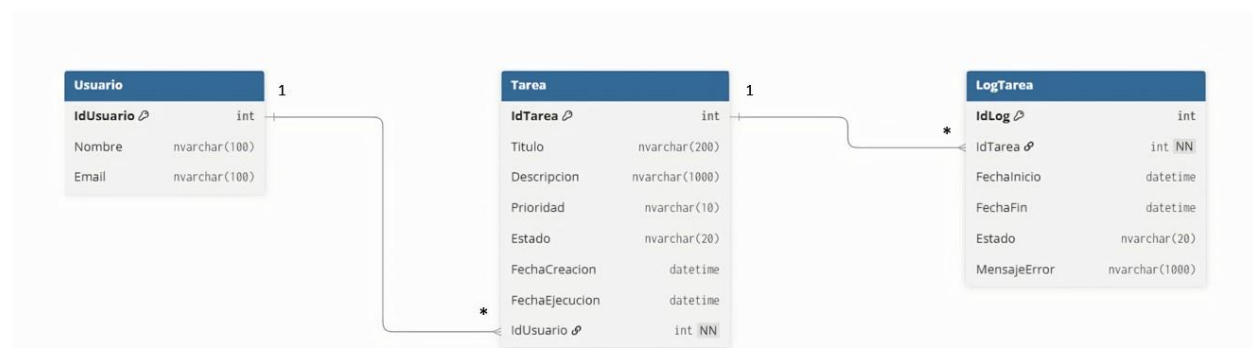 Usuario
IdUsuario int
Nombre nvarchar(100)
Email nvarchar(100)
1
*
Tarea
IdTarea int
Titulo nvarchar(200)
Descripcion nvarchar(1000)
Prioridad nvarchar(10)
Estado nvarchar(20)
FechaCreacion datetime
FechaEjecucion datetime
IdUsuario int NN
1
*
LogTarea
IdLog int
IdTarea int NN
FechaInicio datetime
FechaFin datetime
Estado nvarchar(20)
MensajeError nvarchar(1000)